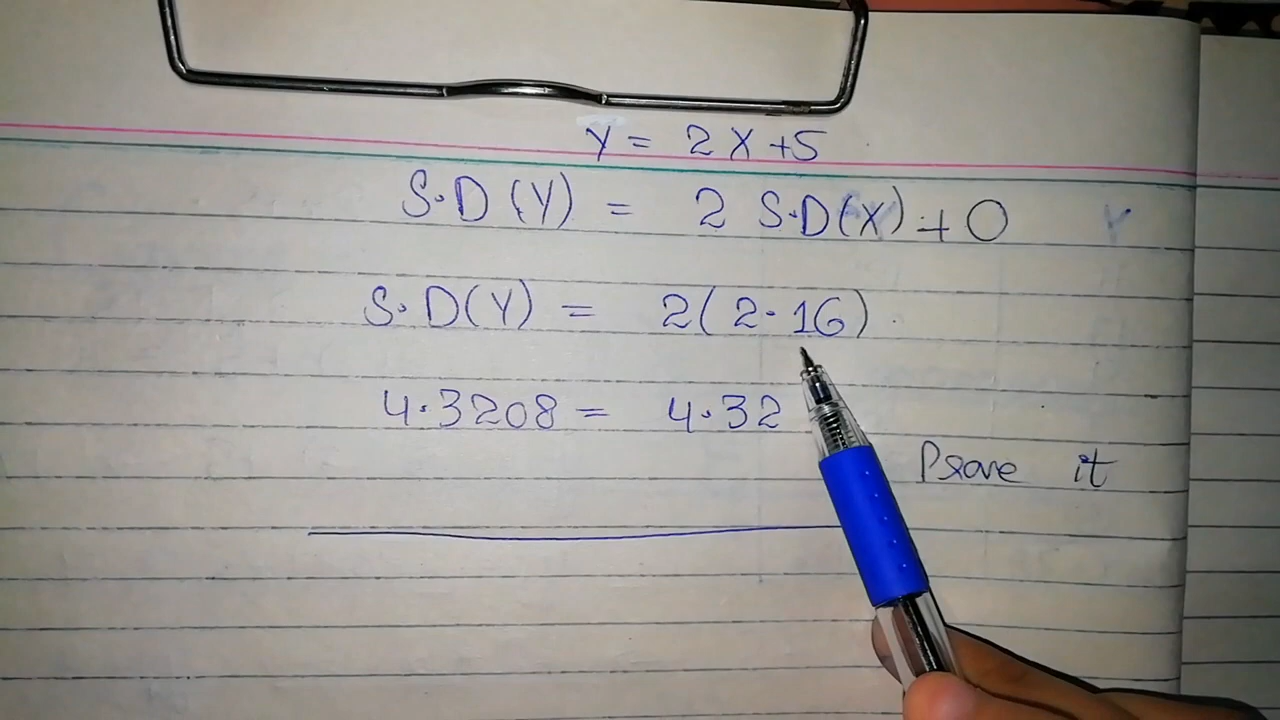 Y = 2X+5
S.D(Y) = 2 S.D(X)+0
S.D(Y) = 2(2.16)
4.3208 = 4.32
Prove it